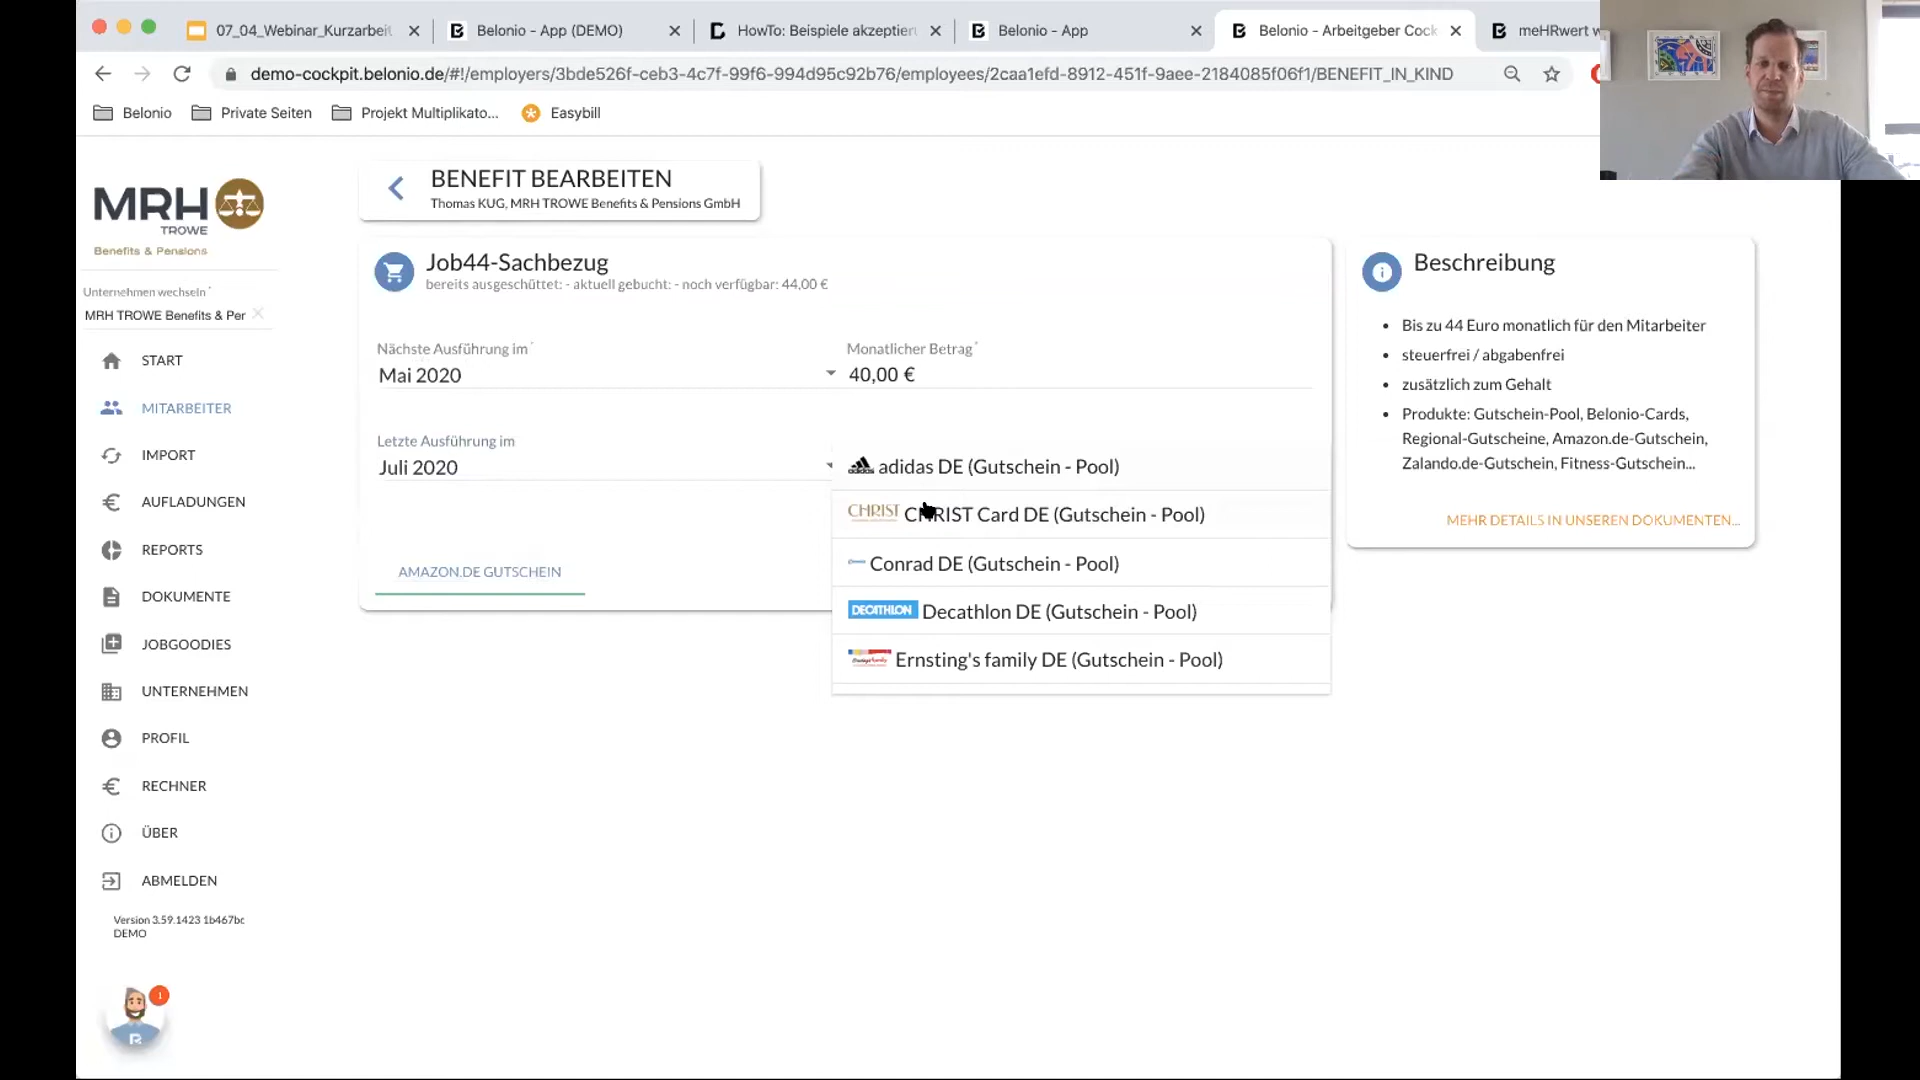 07_04_Webinar_Kurzarbeit
Belonio - App (DEMO)
HowTo: Beispiele akzeptier
Belonio - App
Belonio - Arbeitgeber Cock
meHRwert w
demo-cockpit.belonio.de/#!/employers/3bde526f-ceb3-4c7f-99f6-994d95c92b76/employees/2caa1efd-8912-451f-9aee-2184085f06f1/BENEFIT_IN_KIND
Belonio
Private Seiten
Projekt Multiplikato...
Easybill
MRH
TROWE
Benefits & Pensions
Unternehmen wechseln *
MRH TROWE Benefits & Per
START
MITARBEITER
IMPORT
AUFLADUNGEN
REPORTS
DOKUMENTE
JOBGOODIES
UNTERNEHMEN
PROFIL
RECHNER
ÜBER
ABMELDEN
Version 3.59.1423 1b467bc
DEMO
1
BENEFIT BEARBEITEN
Thomas KUG, MRH TROWE Benefits & Pensions GmbH
Job44-Sachbezug
bereits ausgeschüttet: - aktuell gebucht: - noch verfügbar: 44,00 €
Nächste Ausführung im *
Mai 2020
Monatlicher Betrag *
40,00 €
Letzte Ausführung im
Juli 2020
AMAZON.DE GUTSCHEIN
adidas DE (Gutschein - Pool)
CHRIST CHRIST Card DE (Gutschein - Pool)
Conrad DE (Gutschein - Pool)
DECATHLON Decathlon DE (Gutschein - Pool)
Ernsting's family DE (Gutschein - Pool)
Beschreibung
• Bis zu 44 Euro monatlich für den Mitarbeiter
• steuerfrei / abgabenfrei
• zusätzlich zum Gehalt
• Produkte: Gutschein-Pool, Belonio-Cards,
Regional-Gutscheine, Amazon.de-Gutschein,
Zalando.de-Gutschein, Fitness-Gutschein...
MEHR DETAILS IN UNSEREN DOKUMENTEN...